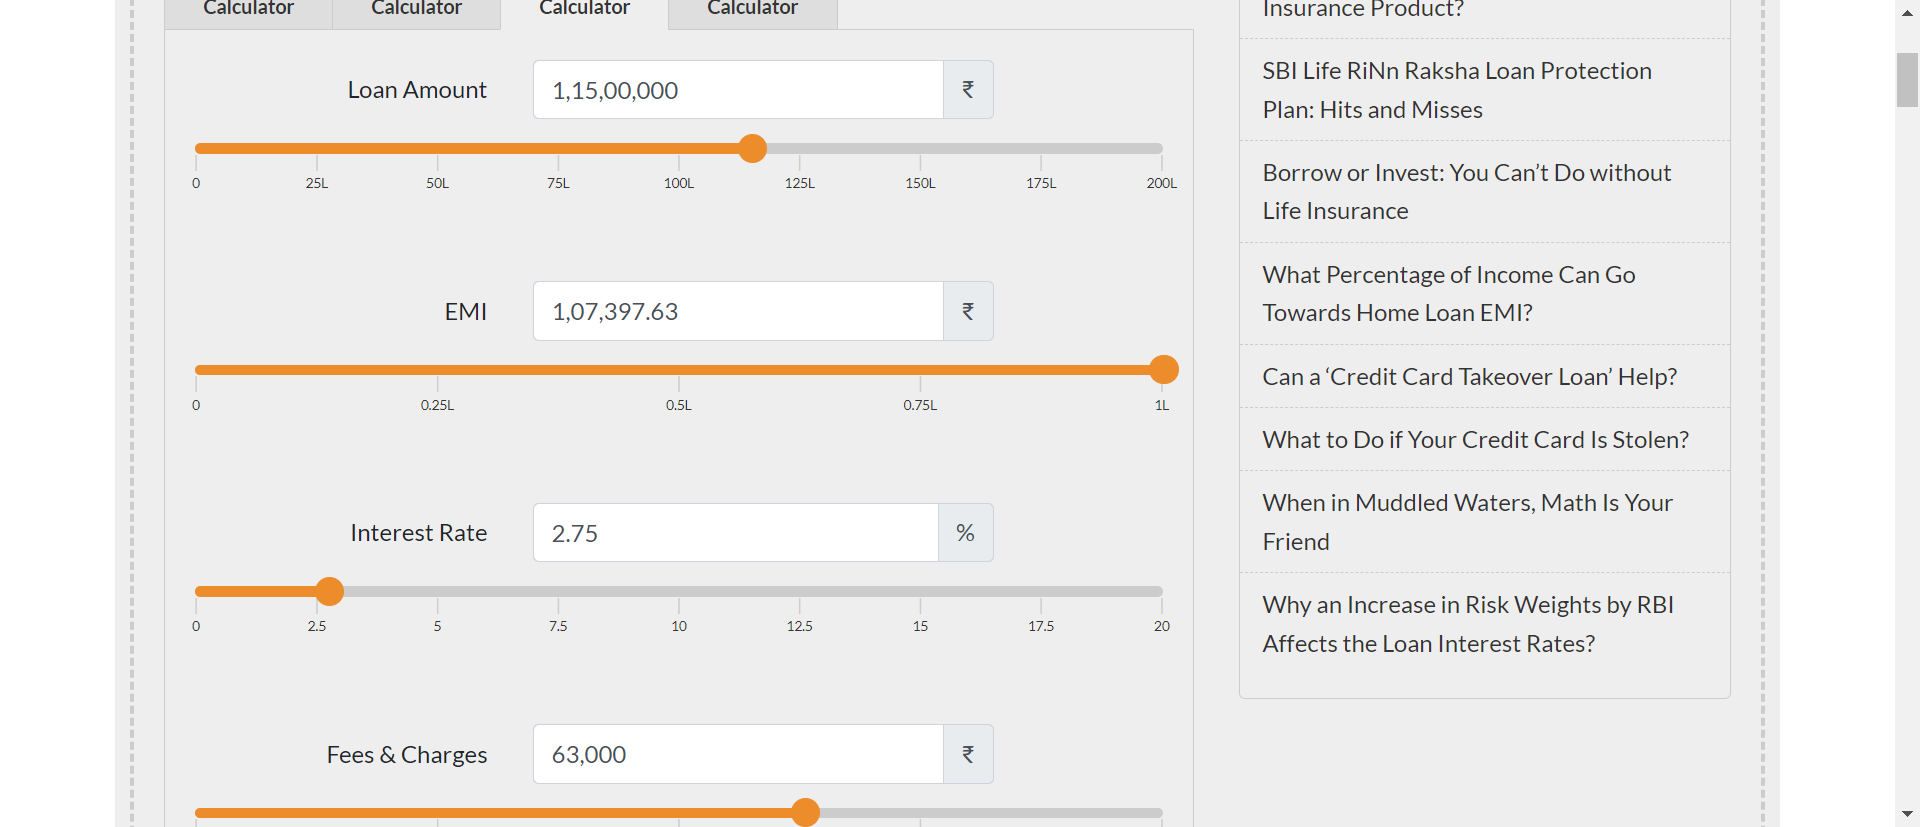 Calculator Calculator Calculator Calculator
Loan Amount 1,15,00,000 ₹
0 25L 50L 75L 100L 125L 150L 175L 200L
EMI 1,07,397.63 ₹
0 0.25L 0.5L 0.75L 1L
Interest Rate 2.75 %
0 2.5 5 7.5 10 12.5 15 17.5 20
Fees & Charges 63,000 ₹
Insurance Product?
SBI Life RiNn Raksha Loan Protection
Plan: Hits and Misses
Borrow or Invest: You Can’t Do without
Life Insurance
What Percentage of Income Can Go
Towards Home Loan EMI?
Can a ‘Credit Card Takeover Loan’ Help?
What to Do if Your Credit Card Is Stolen?
When in Muddled Waters, Math Is Your
Friend
Why an Increase in Risk Weights by RBI
Affects the Loan Interest Rates?